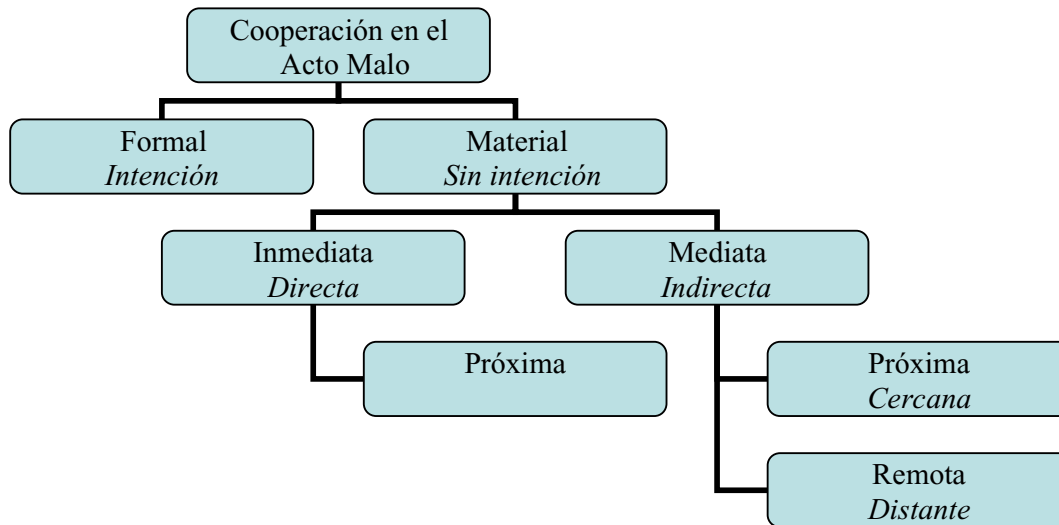 Cooperación en el
Acto Malo
Formal
Intención
Material
Sin intención
Inmediata
Directa
Mediata
Indirecta
Próxima
Próxima
Cercana
Remota
Distante